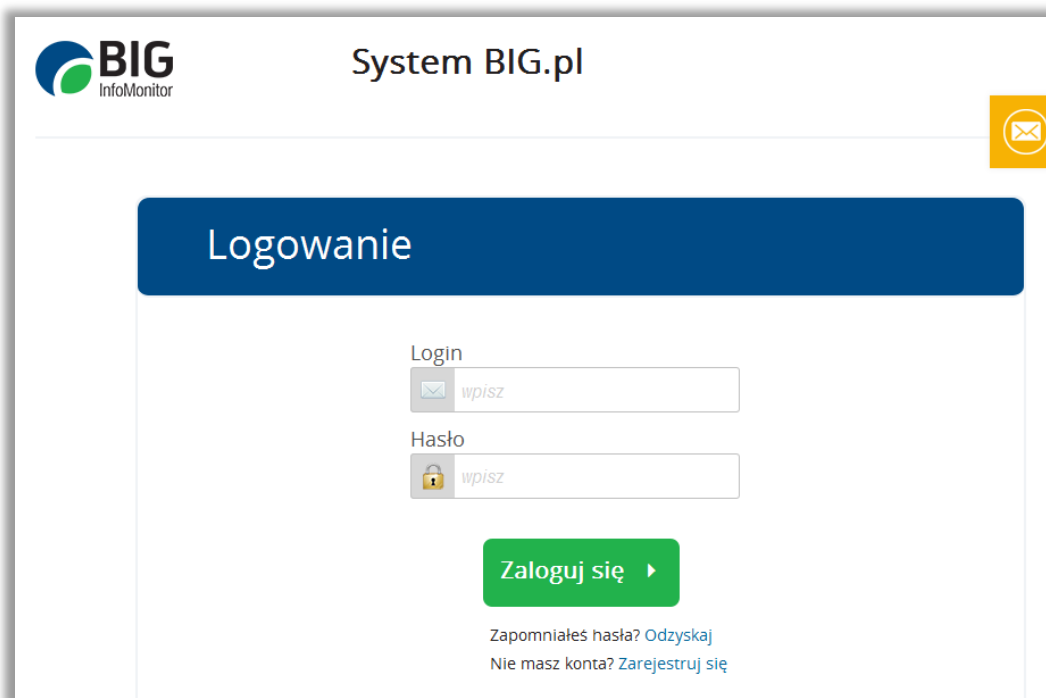 BIG
InfoMonitor
System BIG.pl
Logowanie
Login
wpisz
Hasło
wpisz
Zaloguj się
Zapomniałeś hasła? Odzyskaj
Nie masz konta? Zarejestruj się